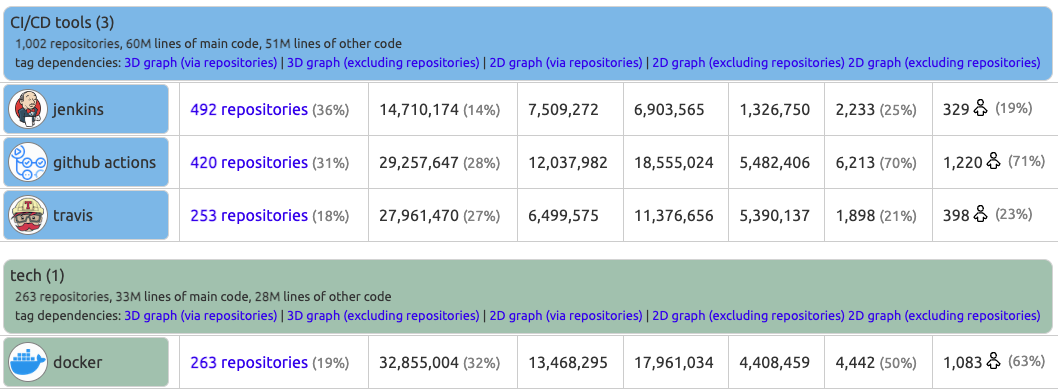 CI/CD tools (3)
1,002 repositories, 60M lines of main code, 51M lines of other code
tag dependencies: 3D graph (via repositories) | 3D graph (excluding repositories) | 2D graph (via repositories) | 2D graph (excluding repositories) 2D graph (excluding repositories)
jenkins 492 repositories (36%) 14,710,174 (14%) 7,509,272 6,903,565 1,326,750 2,233 (25%) 329 (19%)
github actions 420 repositories (31%) 29,257,647 (28%) 12,037,982 18,555,024 5,482,406 6,213 (70%) 1,220 (71%)
travis 253 repositories (18%) 27,961,470 (27%) 6,499,575 11,376,656 5,390,137 1,898 (21%) 398 (23%)
tech (1)
263 repositories, 33M lines of main code, 28M lines of other code
tag dependencies: 3D graph (via repositories) | 3D graph (excluding repositories) | 2D graph (via repositories) | 2D graph (excluding repositories) 2D graph (excluding repositories)
docker 263 repositories (19%) 32,855,004 (32%) 13,468,295 17,961,034 4,408,459 4,442 (50%) 1,083 (63%)